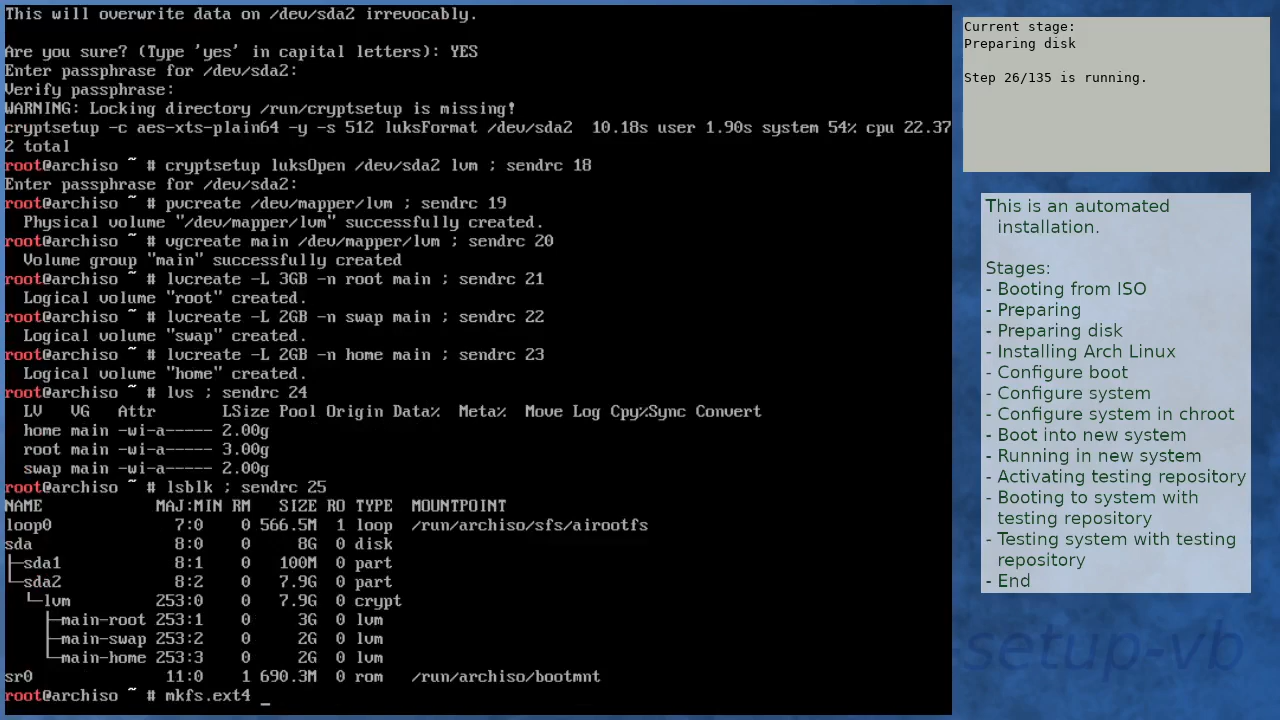 This will overwrite data on /dev/sda2 irrevocably.
Are you sure? (Type 'yes' in capital letters): YES
Enter passphrase for /dev/sda2:
Verify passphrase:
WARNING: Locking directory /run/cryptsetup is missing!
cryptsetup -c aes-xts-plain64 -y -s 512 luksFormat /dev/sda2  10.18s user 1.90s system 54% cpu 22.37
2 total
root@archiso ~ # cryptsetup luksOpen /dev/sda2 lvm ; sendrc 18
Enter passphrase for /dev/sda2:
root@archiso ~ # pvcreate /dev/mapper/lvm ; sendrc 19
  Physical volume "/dev/mapper/lvm" successfully created.
root@archiso ~ # vgcreate main /dev/mapper/lvm ; sendrc 20
  Volume group "main" successfully created
root@archiso ~ # lvcreate -L 3GB -n root main ; sendrc 21
  Logical volume "root" created.
root@archiso ~ # lvcreate -L 2GB -n swap main ; sendrc 22
  Logical volume "swap" created.
root@archiso ~ # lvcreate -L 2GB -n home main ; sendrc 23
  Logical volume "home" created.
root@archiso ~ # lvs ; sendrc 24
  LV   VG   Attr       LSize Pool Origin Data%  Meta%  Move Log Cpy%Sync Convert
  home main -wi-a----- 2.00g
  root main -wi-a----- 3.00g
  swap main -wi-a----- 2.00g
root@archiso ~ # lsblk ; sendrc 25
NAME            MAJ:MIN RM   SIZE RO TYPE  MOUNTPOINT
loop0             7:0    0 566.5M  1 loop  /run/archiso/sfs/airootfs
sda               8:0    0     8G  0 disk
├─sda1            8:1    0   100M  0 part
└─sda2            8:2    0   7.9G  0 part
  └─lvm         253:0    0   7.9G  0 crypt
    ├─main-root 253:1    0     3G  0 lvm
    ├─main-swap 253:2    0     2G  0 lvm
    └─main-home 253:3    0     2G  0 lvm
sr0              11:0    1 690.3M  0 rom   /run/archiso/bootmnt
root@archiso ~ # mkfs.ext4 _
Current stage:
Preparing disk
Step 26/135 is running.
This is an automated
installation.
Stages:
- Booting from ISO
- Preparing
- Preparing disk
- Installing Arch Linux
- Configure boot
- Configure system
- Configure system in chroot
- Boot into new system
- Running in new system
- Activating testing repository
- Booting to system with
testing repository
- Testing system with testing
repository
- End
-setup-vb